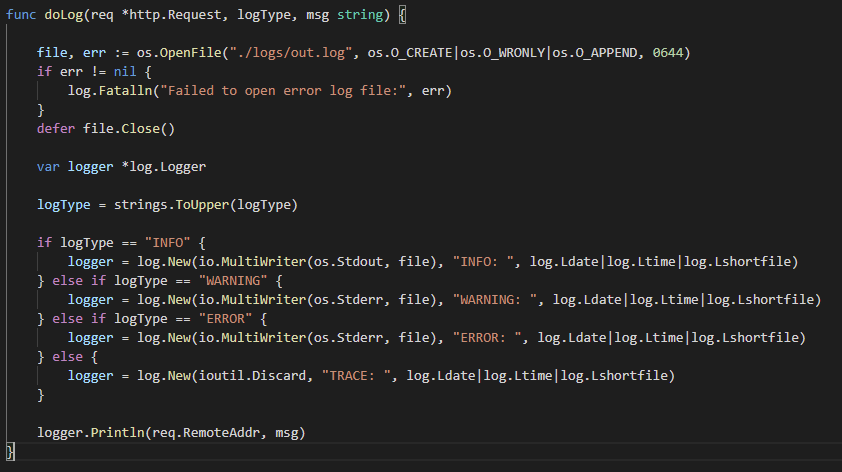 func doLog(req *http.Request, logType, msg string) {
file, err := os.OpenFile("./logs/out.log", os.O_CREATE|os.O_WRONLY|os.O_APPEND, 0644)
if err != nil {
log.Fatalln("Failed to open error log file:", err)
}
defer file.Close()
var logger *log.Logger
logType = strings.ToUpper(logType)
if logType == "INFO" {
logger = log.New(io.MultiWriter(os.Stdout, file), "INFO: ", log.Ldate|log.Ltime|log.Lshortfile)
} else if logType == "WARNING" {
logger = log.New(io.MultiWriter(os.Stderr, file), "WARNING: ", log.Ldate|log.Ltime|log.Lshortfile)
} else if logType == "ERROR" {
logger = log.New(io.MultiWriter(os.Stderr, file), "ERROR: ", log.Ldate|log.Ltime|log.Lshortfile)
} else {
logger = log.New(ioutil.Discard, "TRACE: ", log.Ldate|log.Ltime|log.Lshortfile)
}
logger.Println(req.RemoteAddr, msg)
}